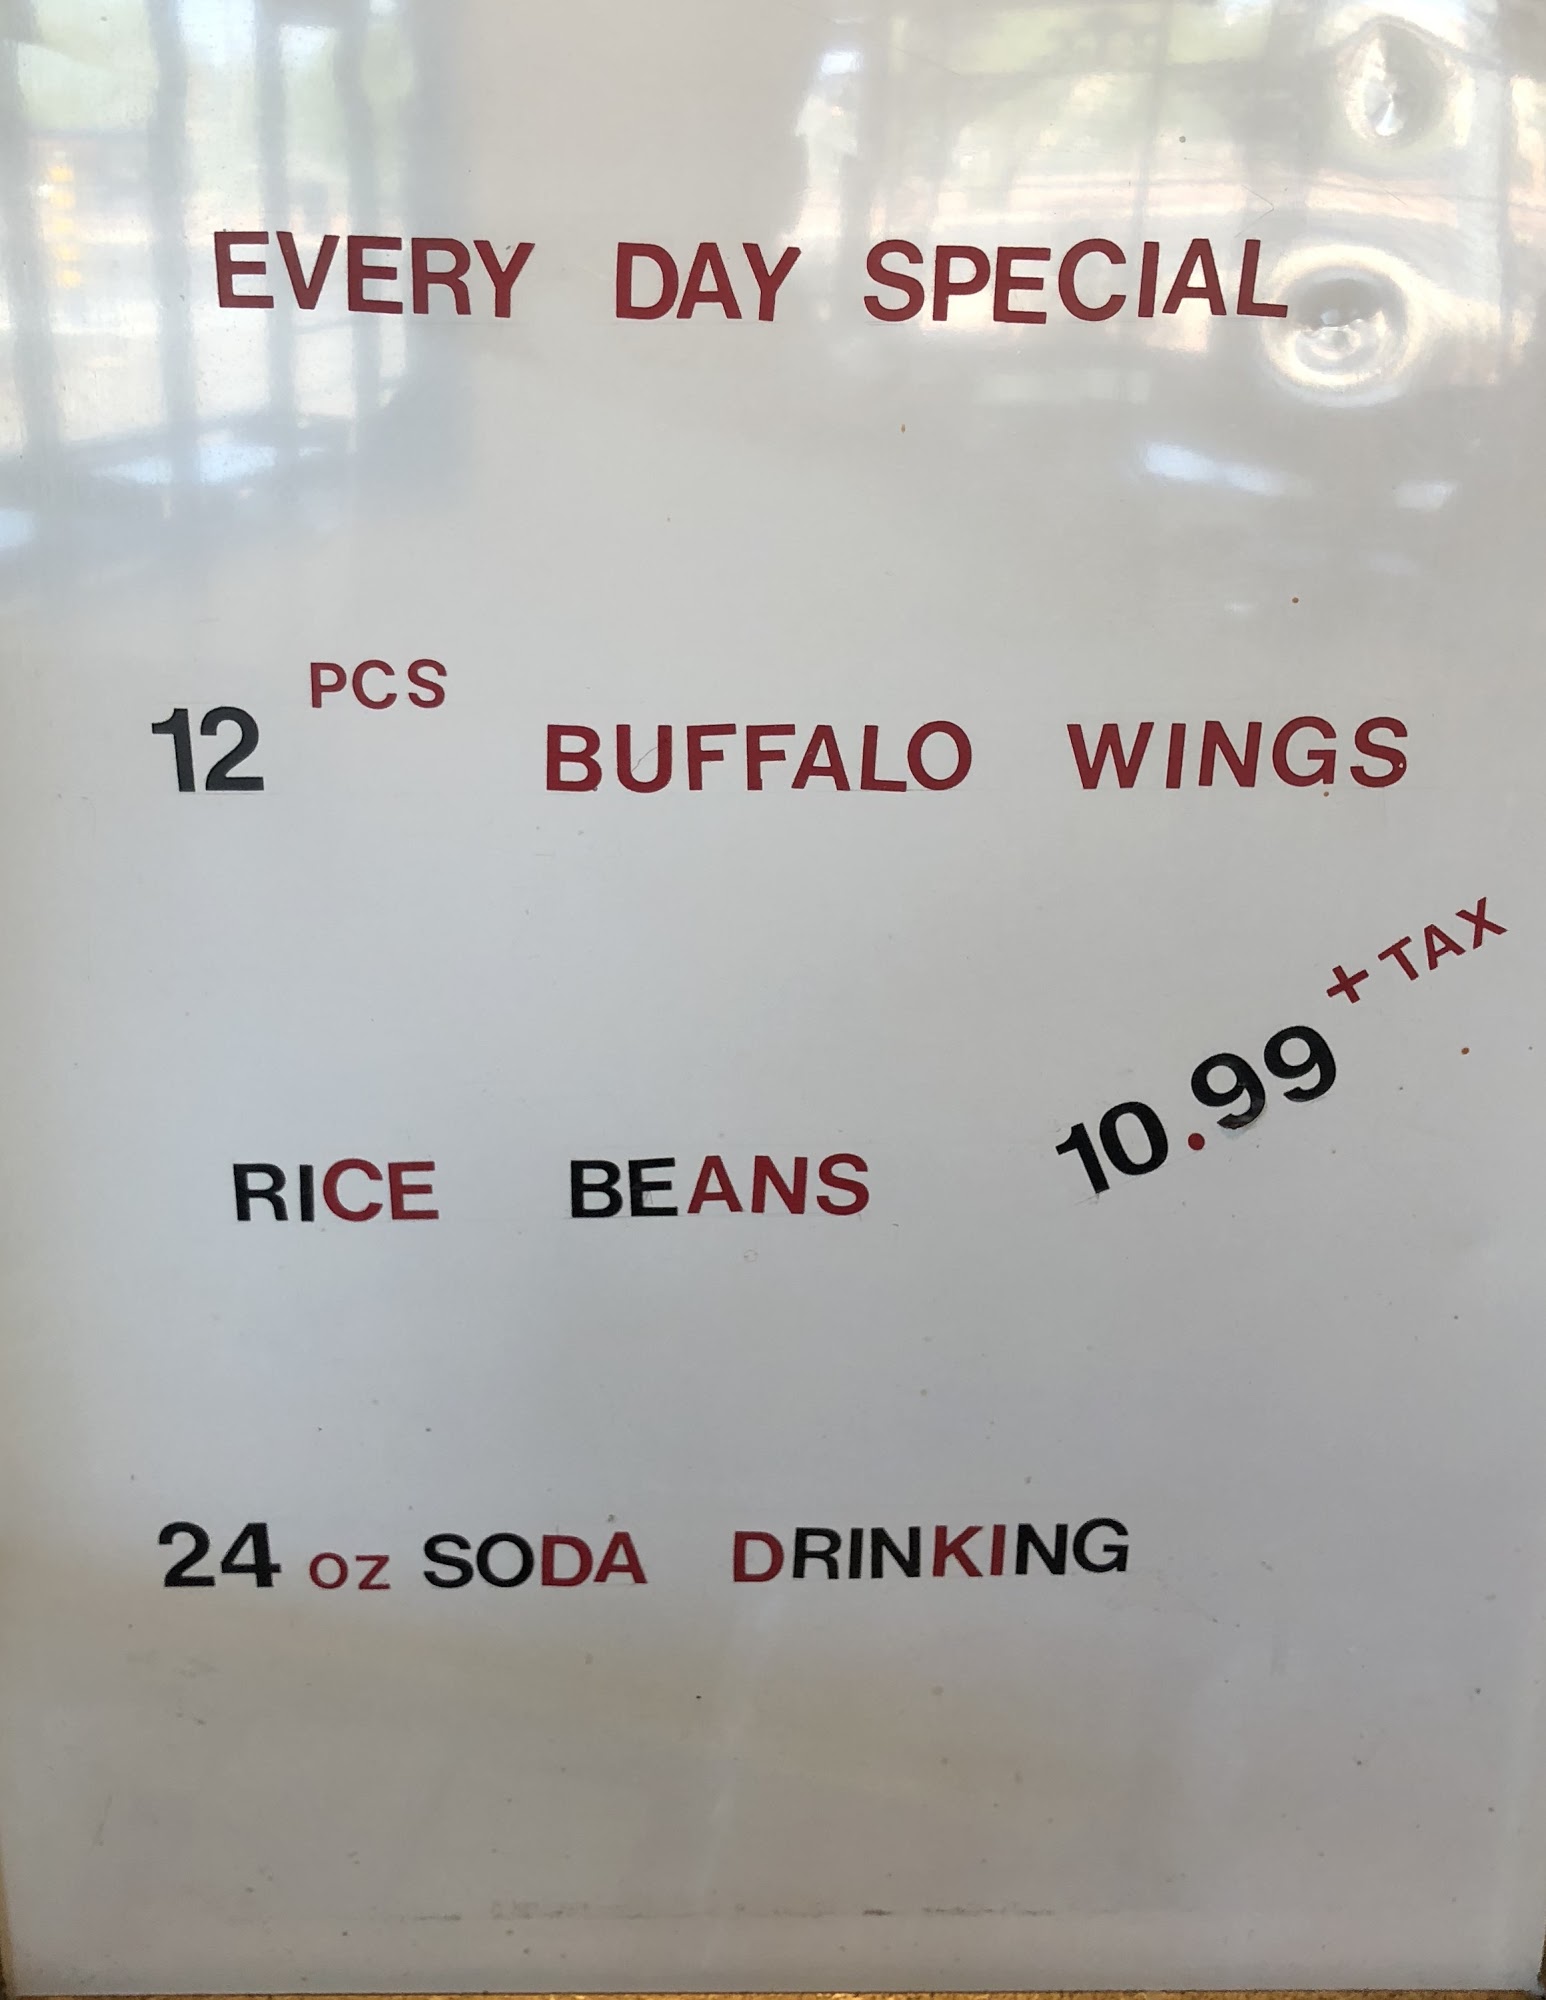 EVERY DAY SPECIAL
12 PCS BUFFALO WINGS
RICE BEANS 10.99 + TAX
24 oz SODA DRINKING